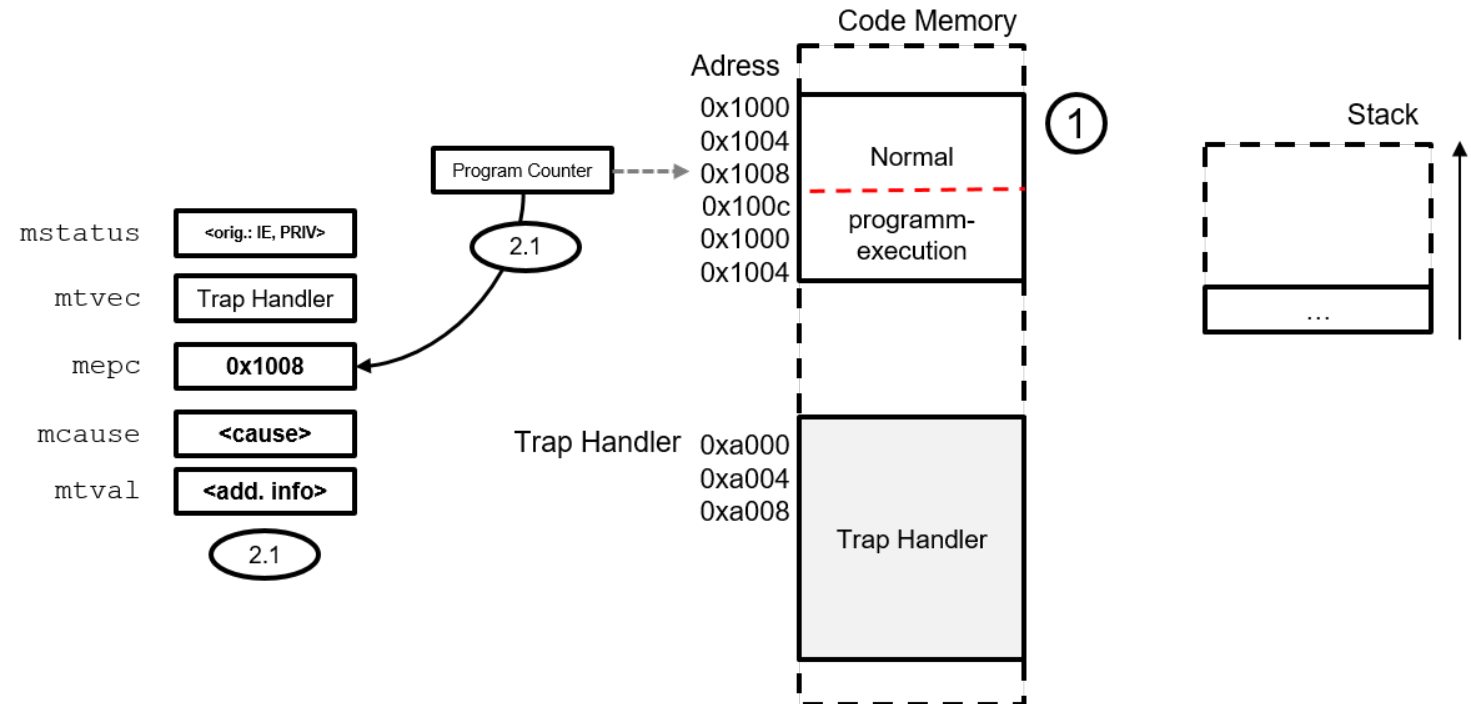 Code Memory
Adress
0x1000
0x1004
0x1008
0x100c
0x1000
0x1004
Normal
programm-
execution
1
Stack
...
Program Counter
2.1
mstatus
<orig.: IE, PRIV>
mtvec
Trap Handler
mepc
0x1008
mcause
<cause>
mtval
<add. info>
2.1
Trap Handler
0xa000
0xa004
0xa008
Trap Handler